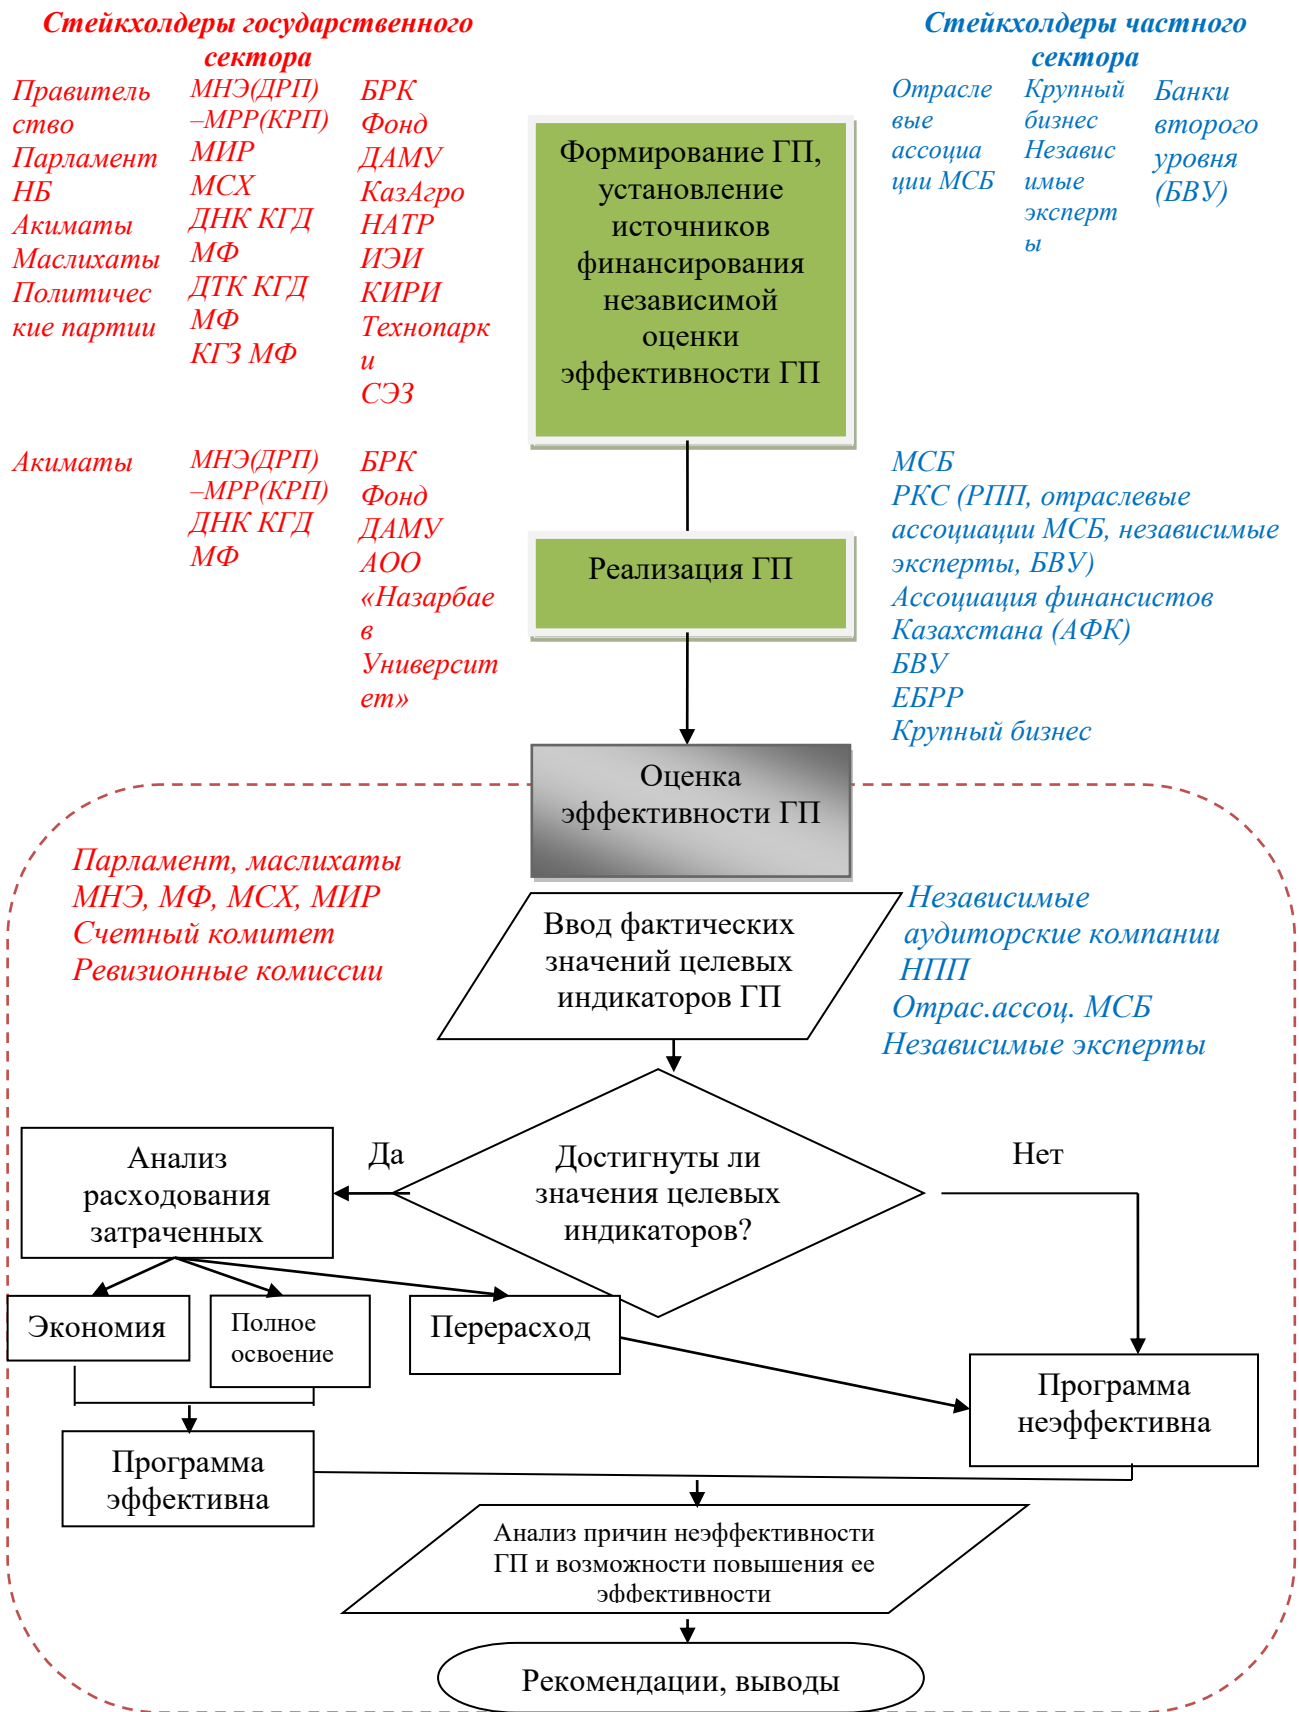 Стейкхолдеры государственного
сектора
Правитель
ство
Парламент
НБ
Акиматы
Маслихаты
Политичес
кие партии
МНЭ(ДРП)
–МРР(КРП)
МИР
МСХ
ДНК КГД
МФ
ДТК КГД
МФ
КГЗ МФ
БРК
Фонд
ДАМУ
КазАгро
НАТР
ИЭИ
КИРИ
Технопарк
и
СЭЗ
Формирование ГП,
установление
источников
финансирования
независимой
оценки
эффективности ГП
Стейкхолдеры частного
сектора
Отрасле
вые
ассоциа
ции МСБ
Крупный
бизнес
Независ
имые
эксперт
ы
Банки
второго
уровня
(БВУ)
Акиматы
МНЭ(ДРП)
–МРР(КРП)
ДНК КГД
МФ
БРК
Фонд
ДАМУ
АОО
«Назарбае
в
Университ
ет»
Реализация ГП
МСБ
РКС (РПП, отраслевые
ассоциации МСБ, независимые
эксперты, БВУ)
Ассоциация финансистов
Казахстана (АФК)
БВУ
ЕБРР
Крупный бизнес
Оценка
эффективности ГП
Парламент, маслихаты
МНЭ, МФ, МСХ, МИР
Счетный комитет
Ревизионные комиссии
Ввод фактических
значений целевых
индикаторов ГП
Независимые
аудиторские компании
НПП
Отрас.ассоц. МСБ
Независимые эксперты
Анализ
расходования
затраченных
Да
Достигнуты ли
значения целевых
индикаторов?
Нет
Экономия
Полное
освоение
Перерасход
Программа
неэффективна
Программа
эффективна
Анализ причин неэффективности
ГП и возможности повышения ее
эффективности
Рекомендации, выводы